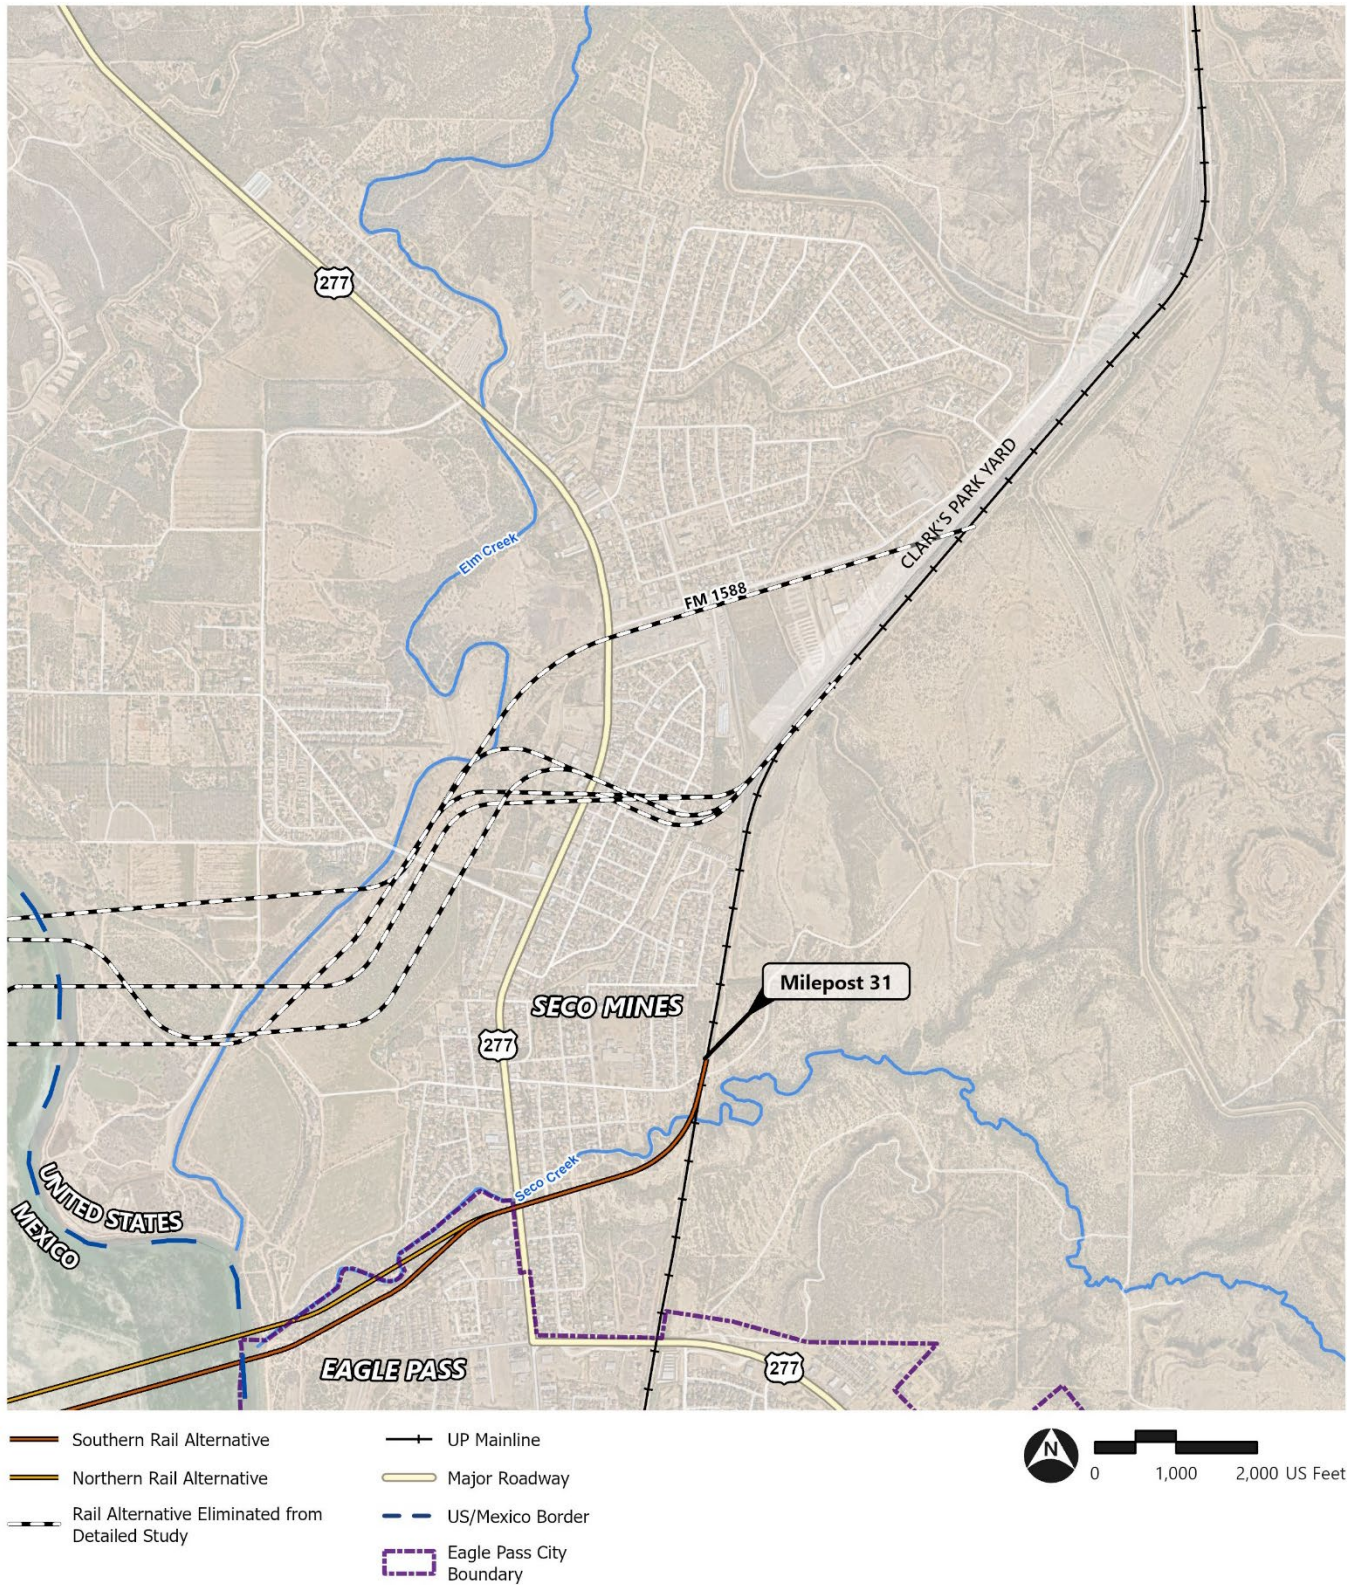 277
CLARK'S PARK YARD
Elm Creek
FM 1588
Milepost 31
SECO MINES
277
Seco Creek
UNITED STATES
MEXICO
EAGLE PASS
277
Southern Rail Alternative
Northern Rail Alternative
Rail Alternative Eliminated from
Detailed Study
UP Mainline
Major Roadway
US/Mexico Border
Eagle Pass City
Boundary
N
0 1,000 2,000 US Feet